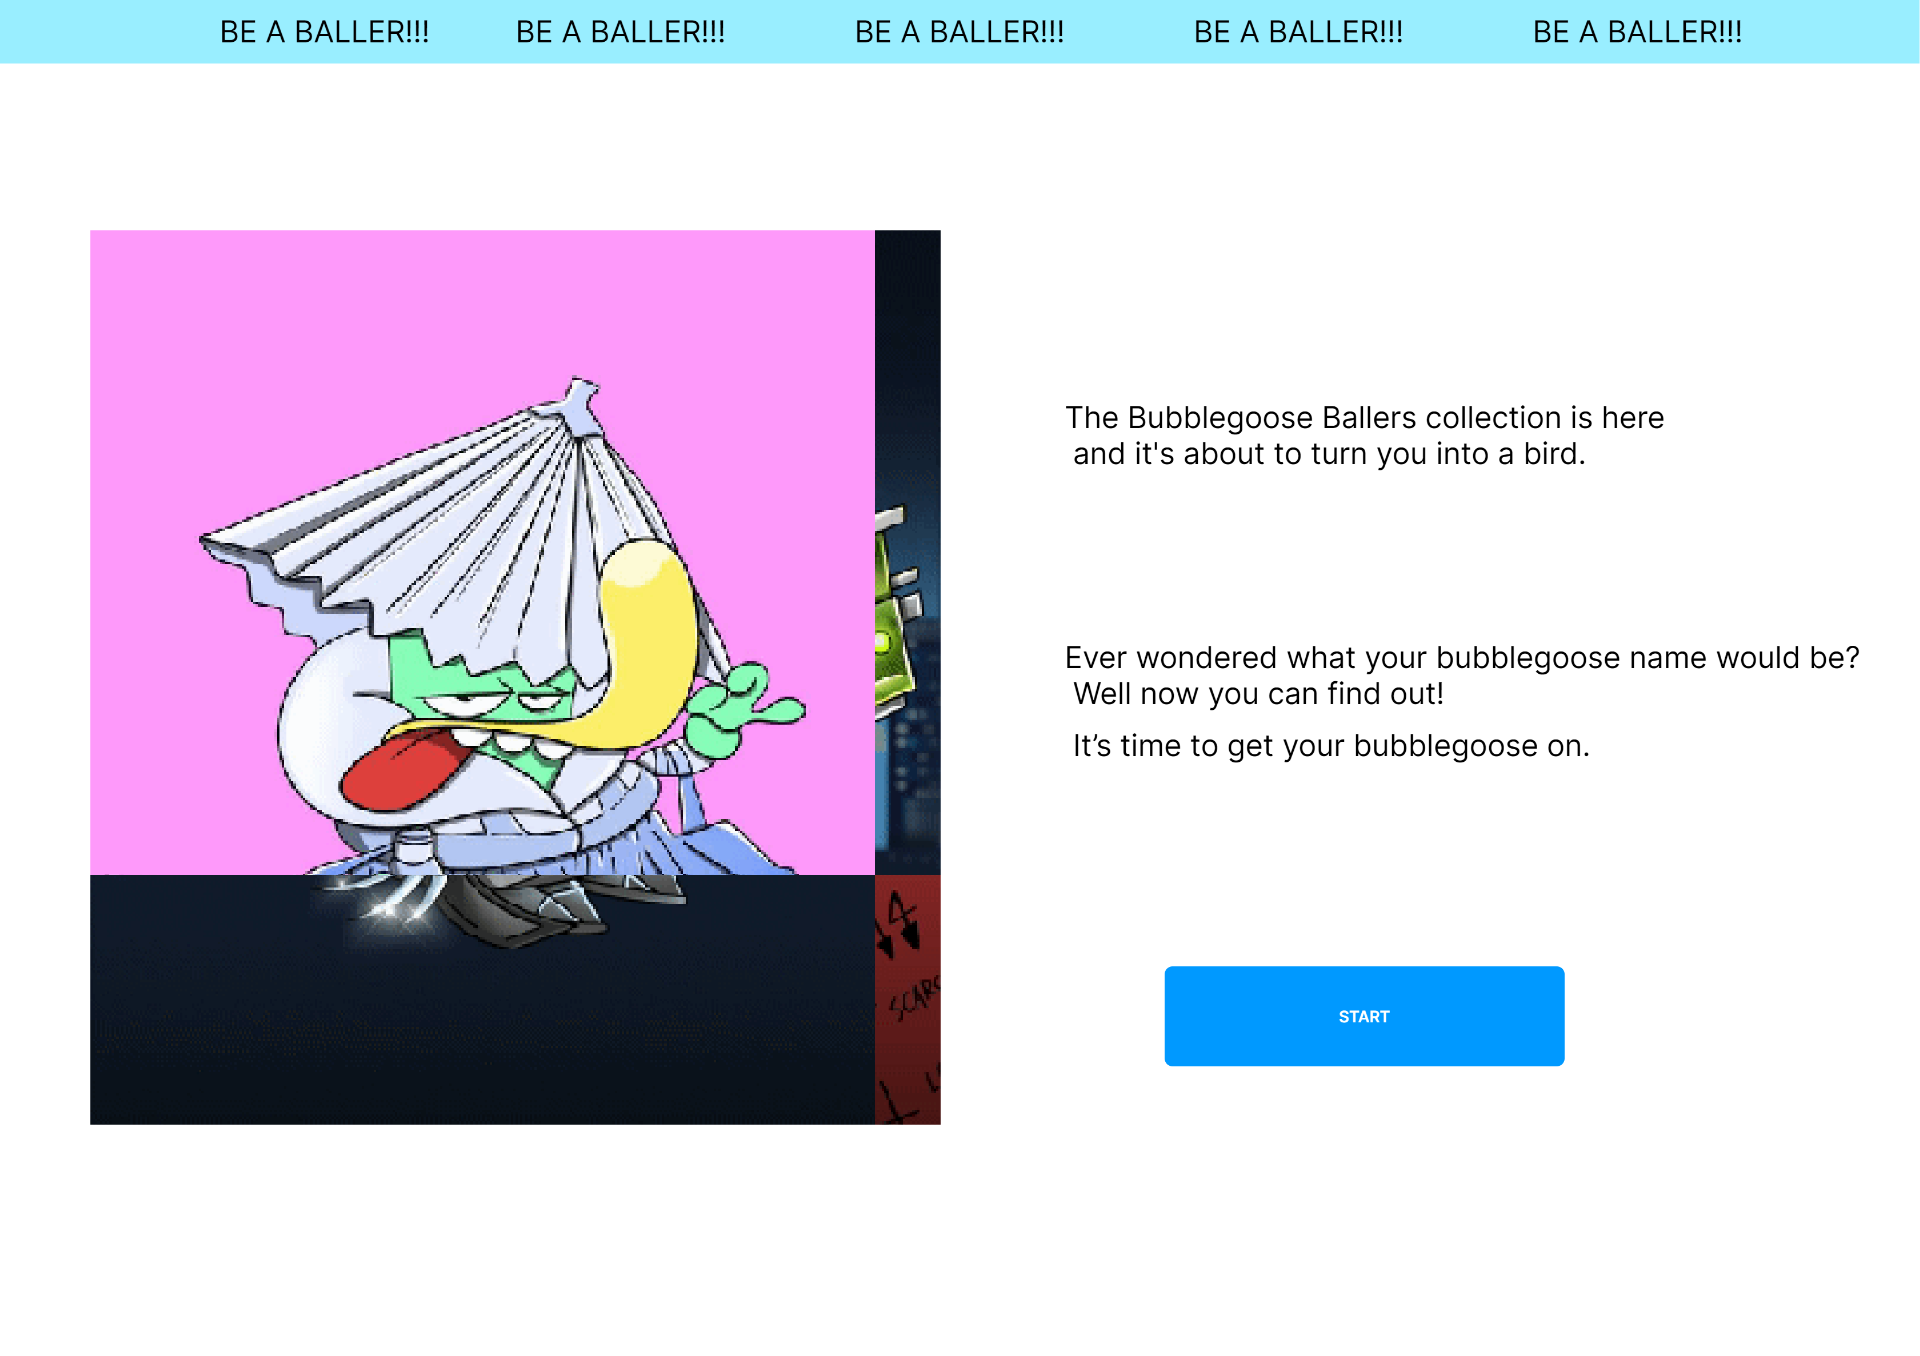 BE A BALLER!!! BE A BALLER!!! BE A BALLER!!! BE A BALLER!!! BE A BALLER!!!
The Bubblegoose Ballers collection is here
and it's about to turn you into a bird.
Ever wondered what your bubblegoose name would be?
Well now you can find out!
It’s time to get your bubblegoose on.
START